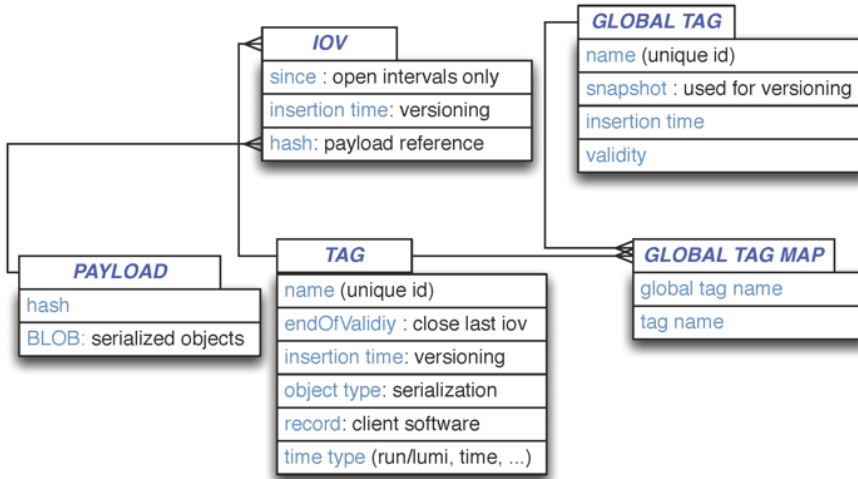 IOV
since : open intervals only
insertion time: versioning
hash: payload reference
GLOBAL TAG
name (unique id)
snapshot : used for versioning
insertion time
validity
PAYLOAD
hash
BLOB: serialized objects
TAG
name (unique id)
endOfValidiy : close last iov
insertion time: versioning
object type: serialization
record: client software
time type (run/lumi, time, ...)
GLOBAL TAG MAP
global tag name
tag name